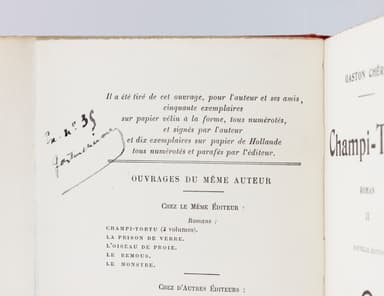 Il a été tiré de cet ouvrage, pour l'auteur et ses amis,
cinquante exemplaires
sur papier vélin à la forme, tous numérotés,
et signés par l'auteur
et dix exemplaires sur papier de Hollande
tous numérotés et parafés par l'éditeur.
Ex. n° 35
OUVRAGES DU MÊME AUTEUR
CHEZ LE MÊME ÉDITEUR :
Romans :
CHAMPI-TORTU (2 volumes).
LA PRISON DE VERRE.
L'OISEAU DE PROIE.
LE REMOUS.
LE MONSTRE.
CHEZ D'AUTRES ÉDITEURS :
GASTON CHÉR
Champi-T
ROMAN
II